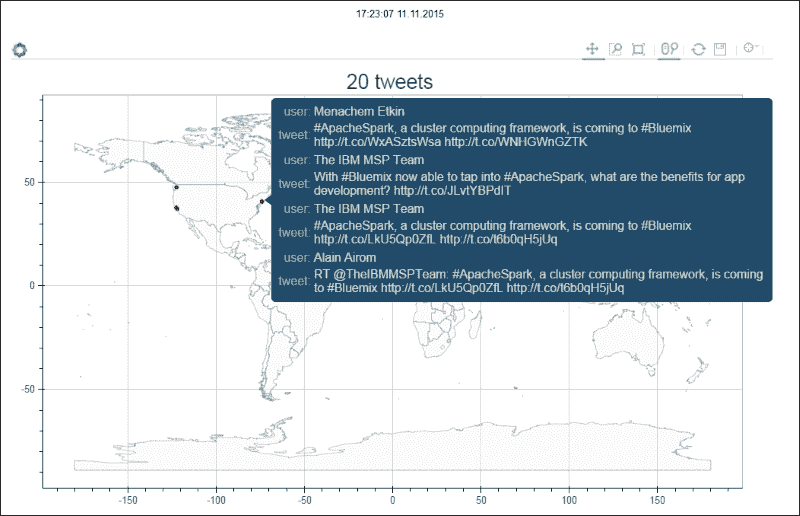 17:23:07 11.11.2015
20 tweets
user: Menachem Etkin
tweet: #ApacheSpark, a cluster computing framework, is coming to #Bluemix
http://t.co/WxASztsWsa http://t.co/WNHGWnGZTK
user: The IBM MSP Team
tweet: With #Bluemix now able to tap into #ApacheSpark, what are the benefits for app
development? http://t.co/JLvtYBPdIT
user: The IBM MSP Team
tweet: #ApacheSpark, a cluster computing framework, is coming to #Bluemix
http://t.co/LkU5Qp0ZfL http://t.co/t6b0qH5jUq
user: Alain Airom
tweet: RT @TheIBMMSPTeam: #ApacheSpark, a cluster computing framework, is coming
to #Bluemix http://t.co/LkU5Qp0ZfL http://t.co/t6b0qH5jUq
50
0
-50
-150 -100 -50 0 50 100 150